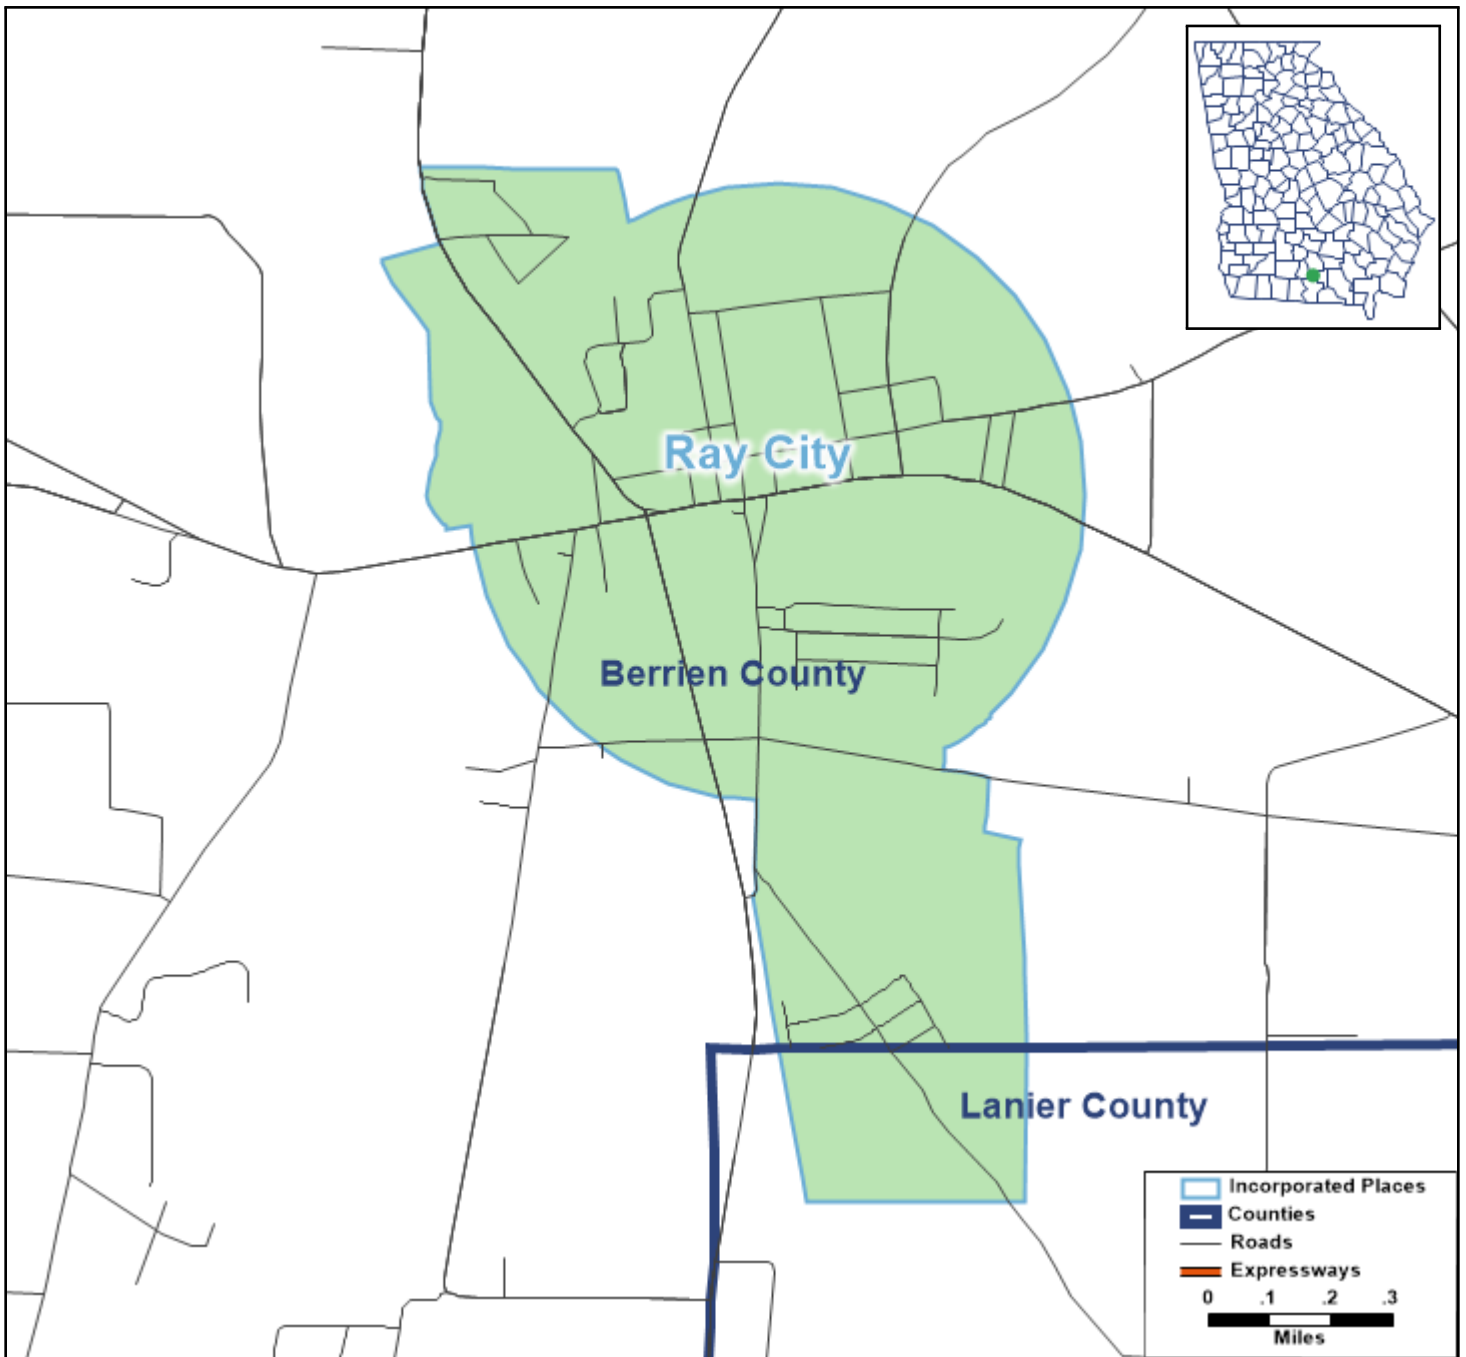 Ray City
Berrien County
Lanier County
Incorporated Places
Counties
Roads
Expressways
0 .1 .2 .3
Miles